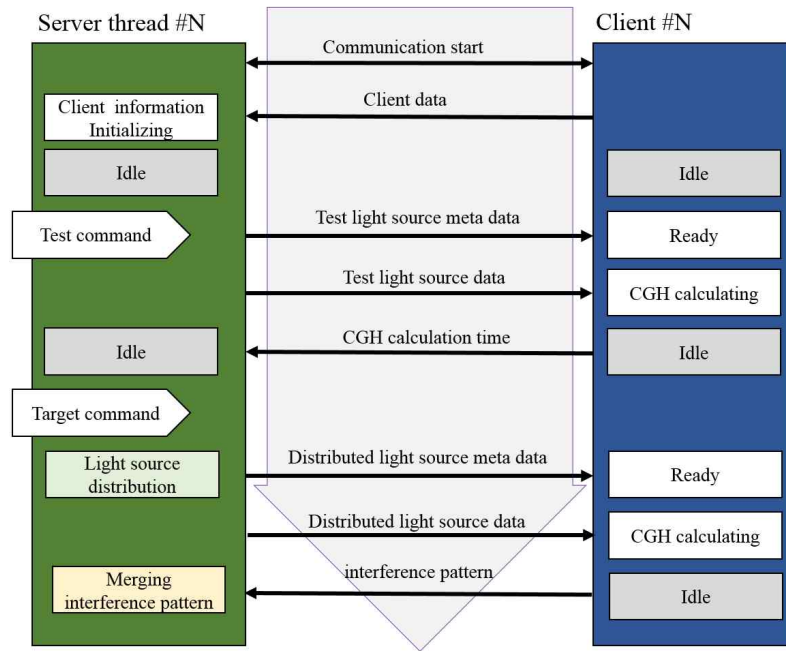 Server thread #N
Client #N
Communication start
Client data
Client information
Initializing
Idle
Idle
Test command
Test light source meta data
Ready
Test light source data
CGH calculating
Idle
CGH calculation time
Idle
Target command
Light source
distribution
Distributed light source meta data
Ready
Distributed light source data
CGH calculating
Merging
interference pattern
interference pattern
Idle